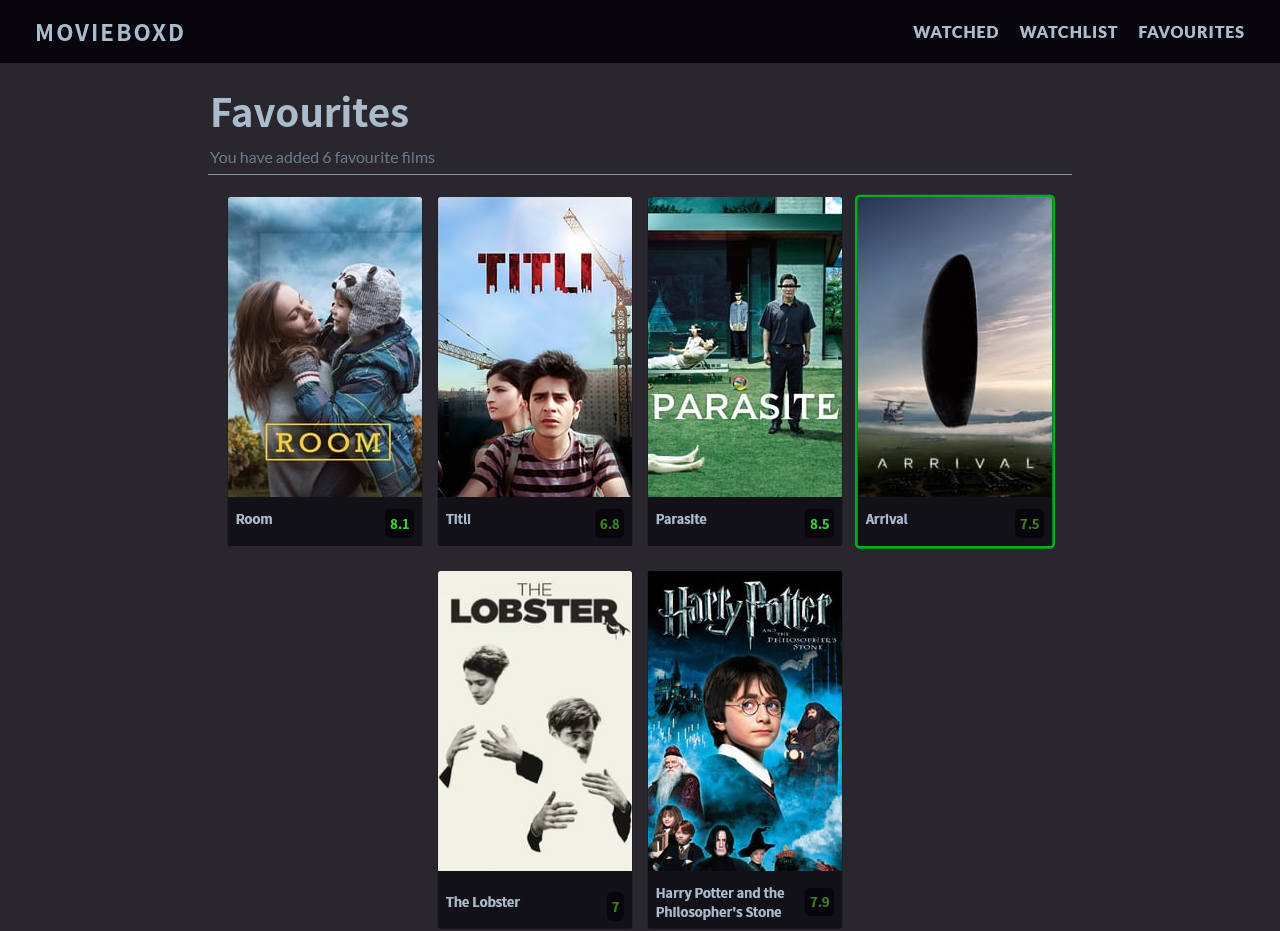 MOVIEBOXD
WATCHED WATCHLIST FAVOURITES
Favourites
You have added 6 favourite films
ROOM
TITLI
PARASITE
ARRIVAL
Room 8.1
Titli 6.8
Parasite 8.5
Arrival 7.5
THE
LOBSTER
Harry Potter
AND THE
PHILOSOPHER'S
STONE
The Lobster 7
Harry Potter and the
Philosopher's Stone 7.9